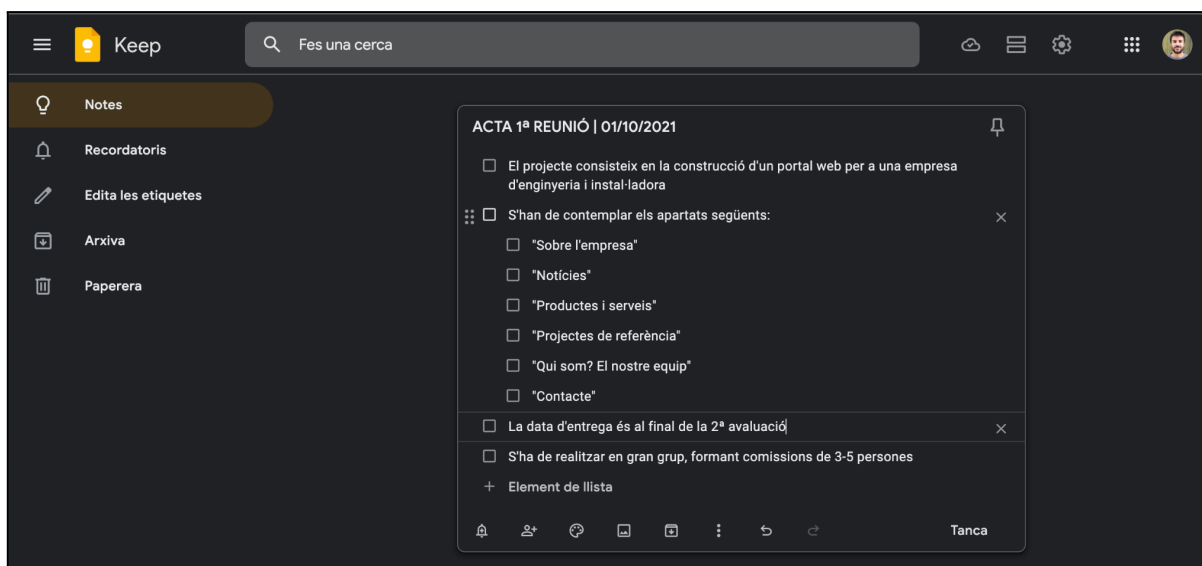 Keep
Fes una cerca
Notes
Recordatoris
Edita les etiquetes
Arxiva
Paperera
ACTA 1ª REUNIÓ | 01/10/2021
El projecte consisteix en la construcció d'un portal web per a una empresa
d'enginyeria i instal·ladora
S'han de contemplar els apartats següents:
"Sobre l'empresa"
"Notícies"
"Productes i serveis"
"Projectes de referència"
"Qui som? El nostre equip"
"Contacte"
La data d'entrega és al final de la 2ª avaluació
S'ha de realitzar en gran grup, formant comissions de 3-5 persones
Element de llista
Tanca